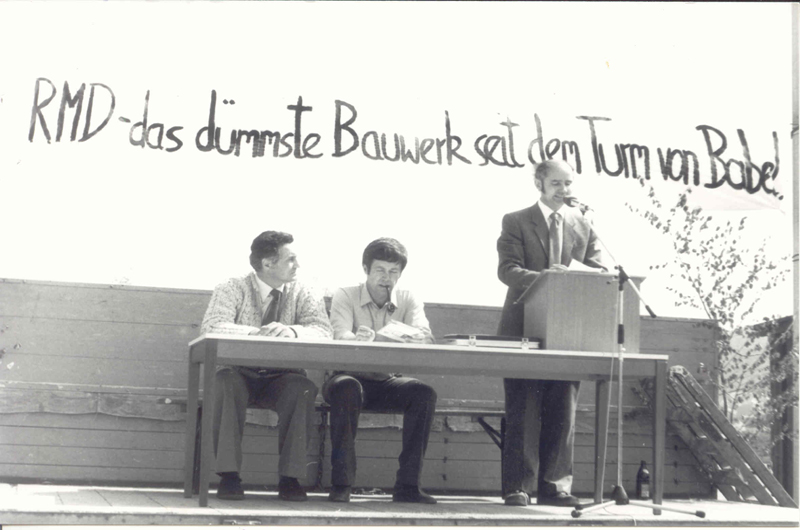 RMD - das dümmste Bauwerk seit dem Turm von Babel.